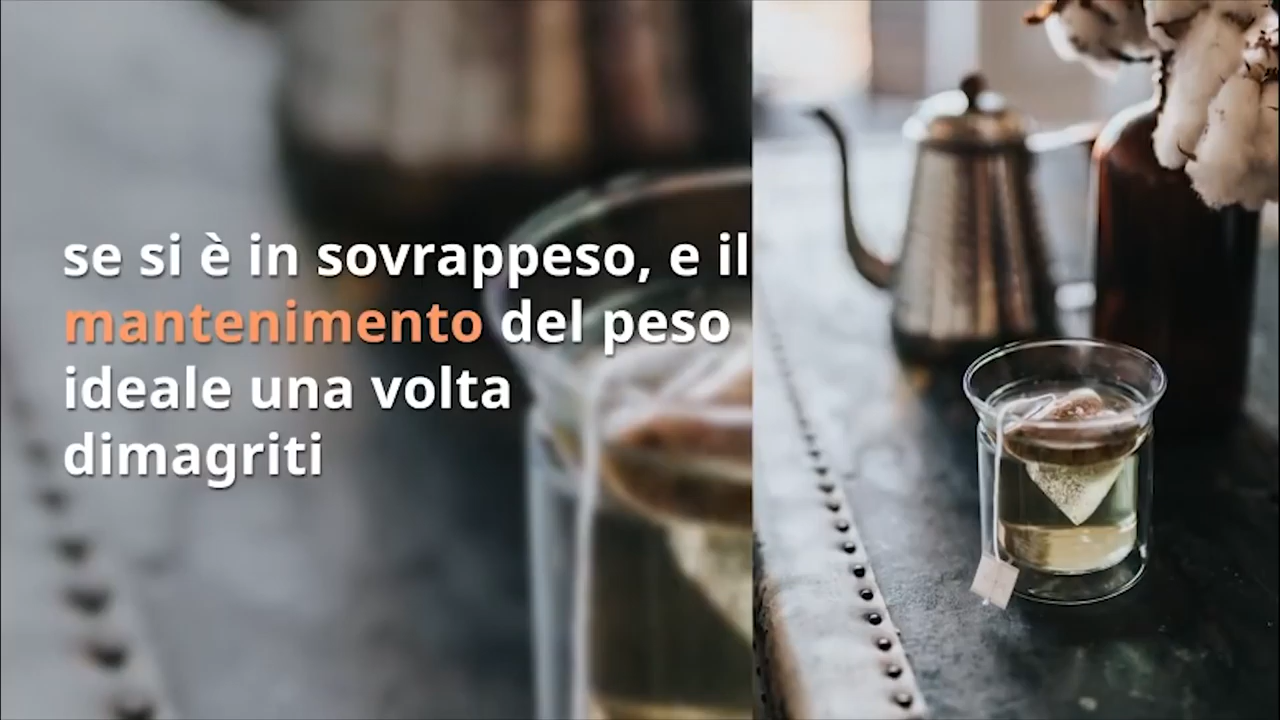 se si è in sovrappeso, e il
mantenimento del peso
ideale una volta
dimagriti